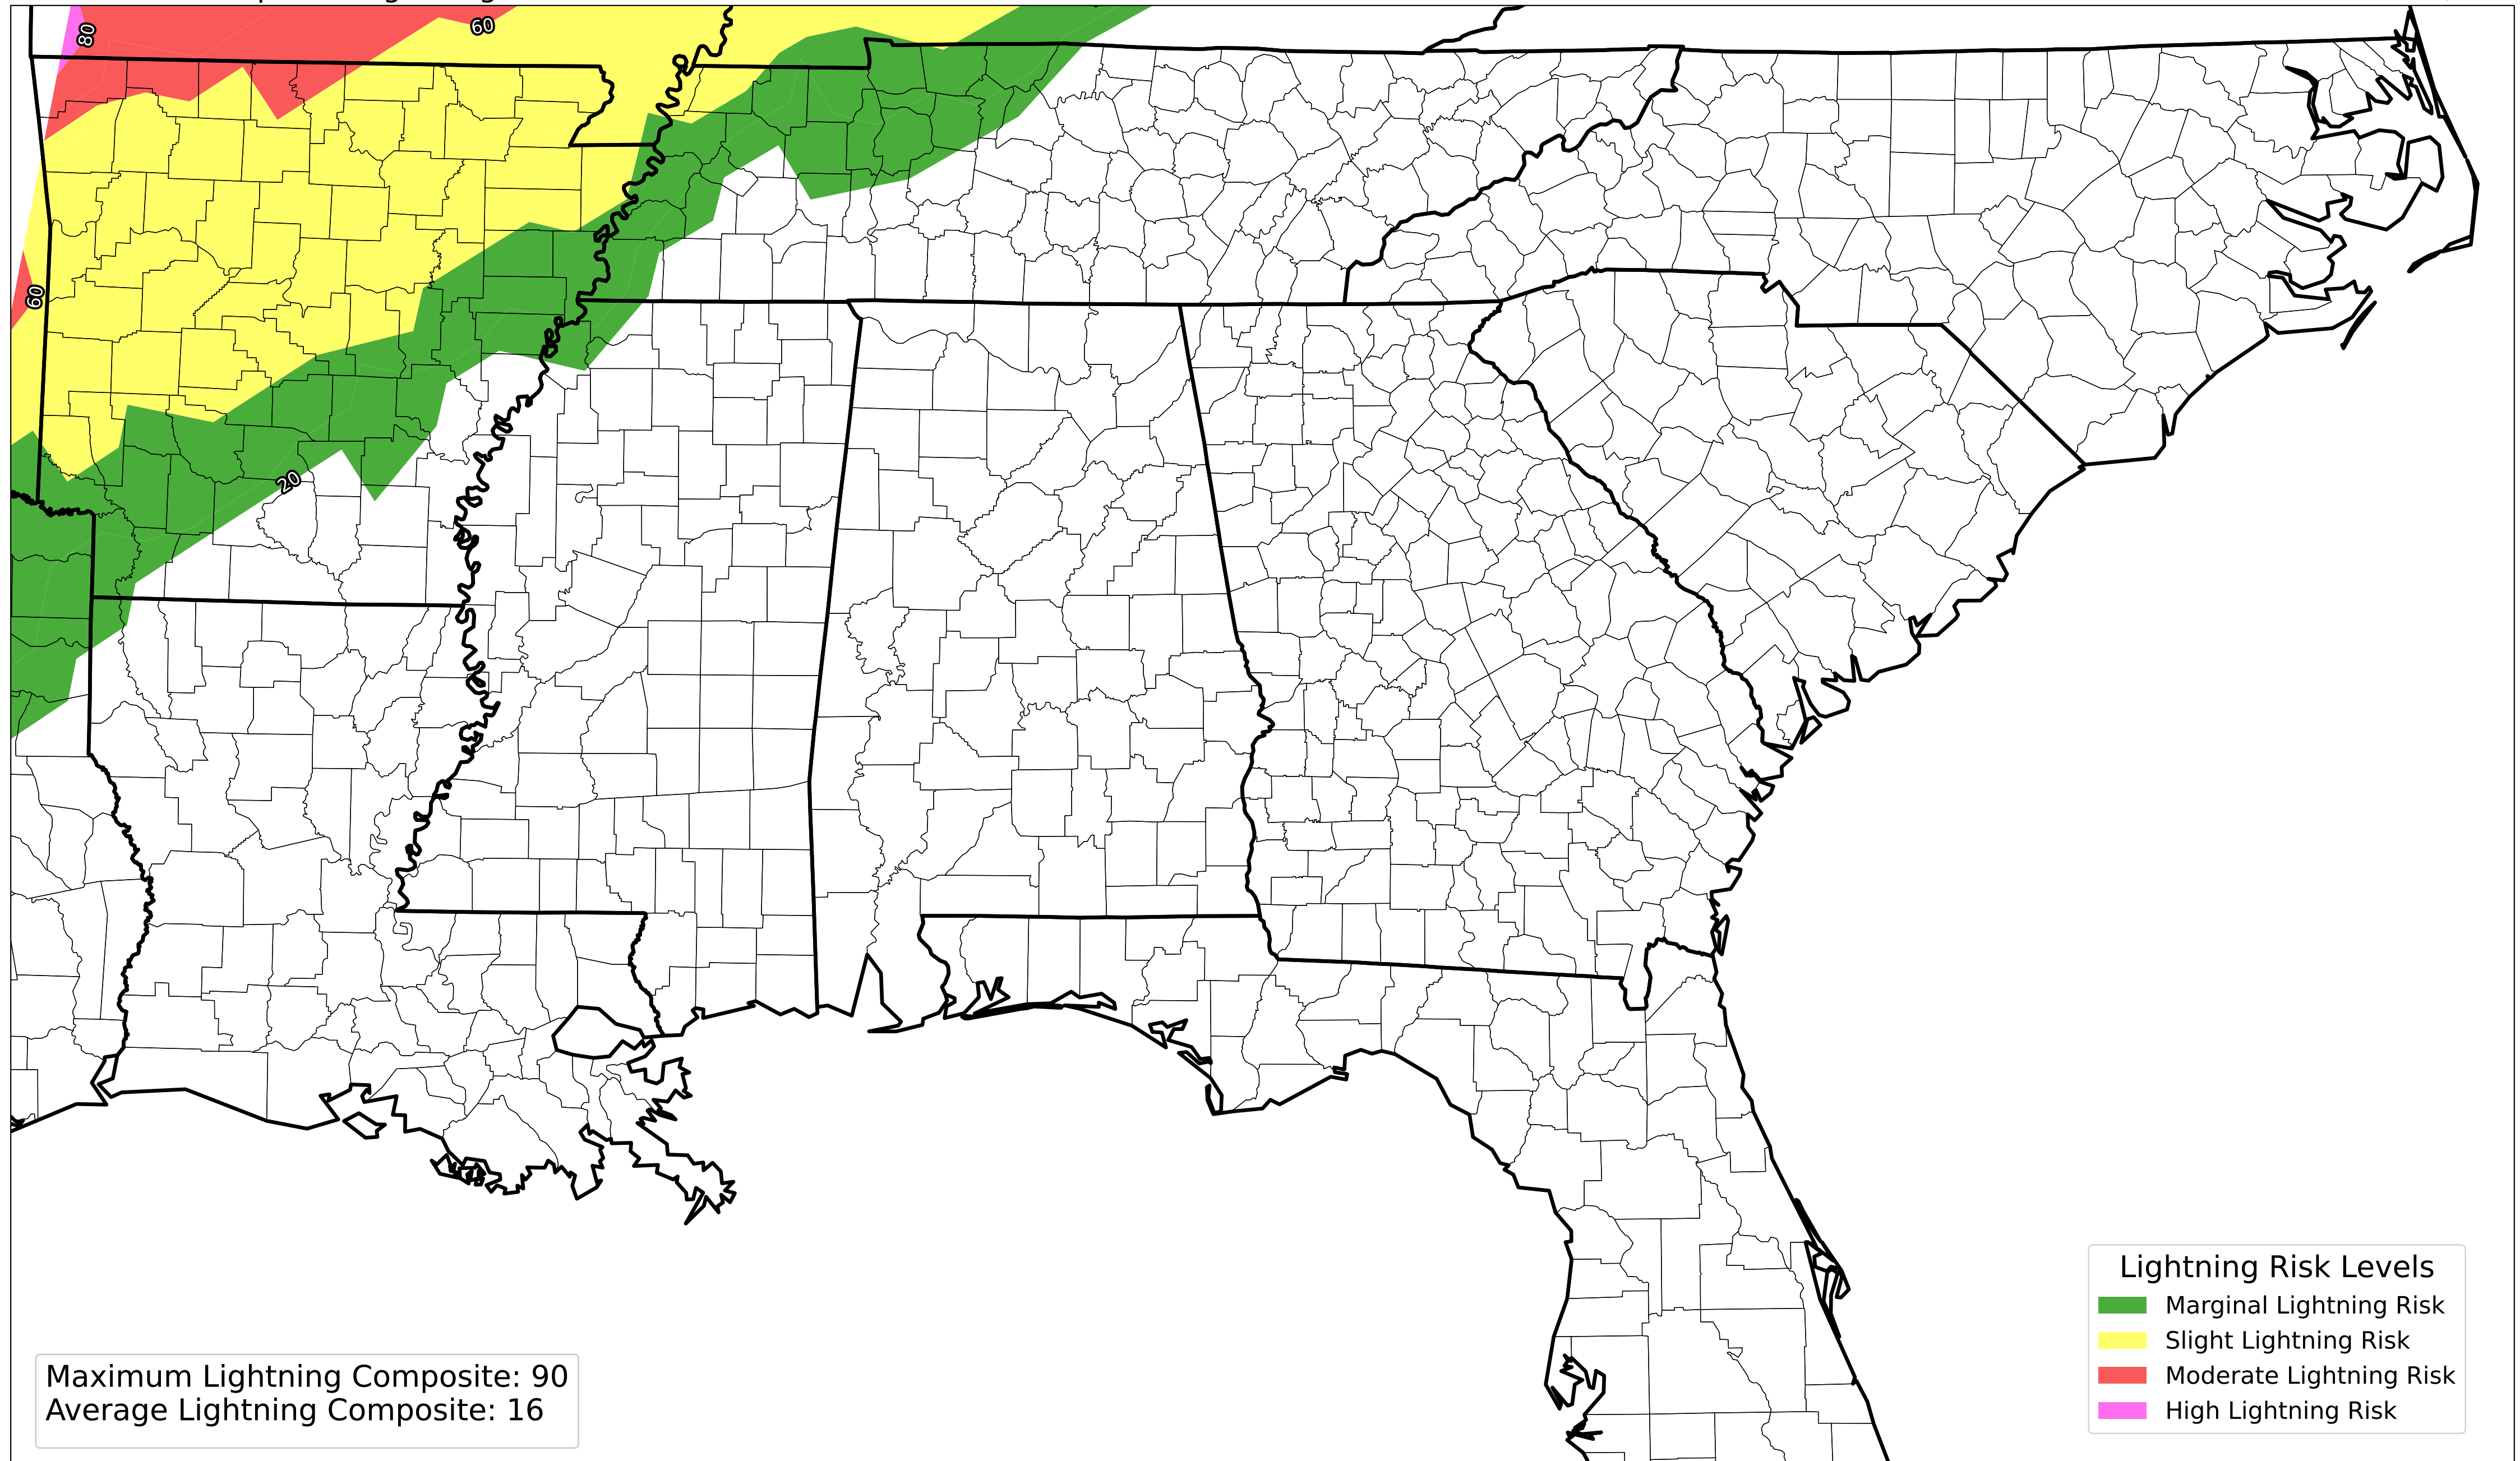 80
60
60
20
Lightning Risk Levels
Marginal Lightning Risk
Slight Lightning Risk
Moderate Lightning Risk
High Lightning Risk
Maximum Lightning Composite: 90
Average Lightning Composite: 16